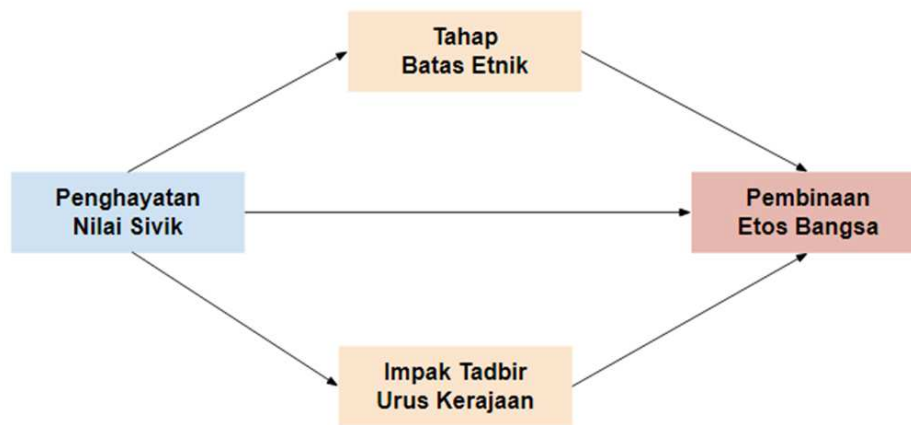 Tahap
Batas Etnik
Penghayatan
Nilai Sivik
Pembinaan
Etos Bangsa
Impak Tadbir
Urus Kerajaan